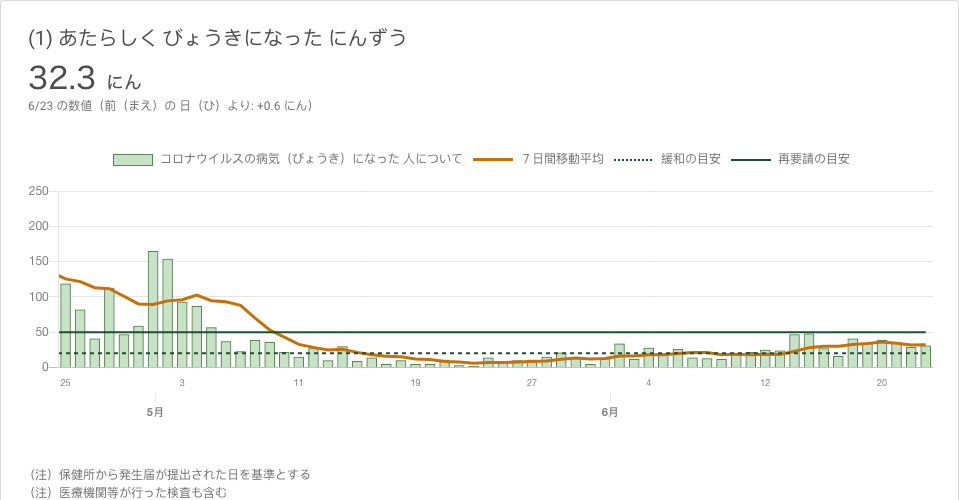 (1) あたらしく びょうきになった にんずう
32.3 にん
6/23 の数値（前（まえ）の 日（ひ）より: +0.6 にん）
コロナウイルスの病気（びょうき）になった 人について ７日間移動平均 緩和の目安 再要請の目安
250
200
150
100
50
0
25 3 11 19 27 4 12 20
5月 6月
（注）保健所から発生届が提出された日を基準とする
（注）医療機関等が行った検査も含む